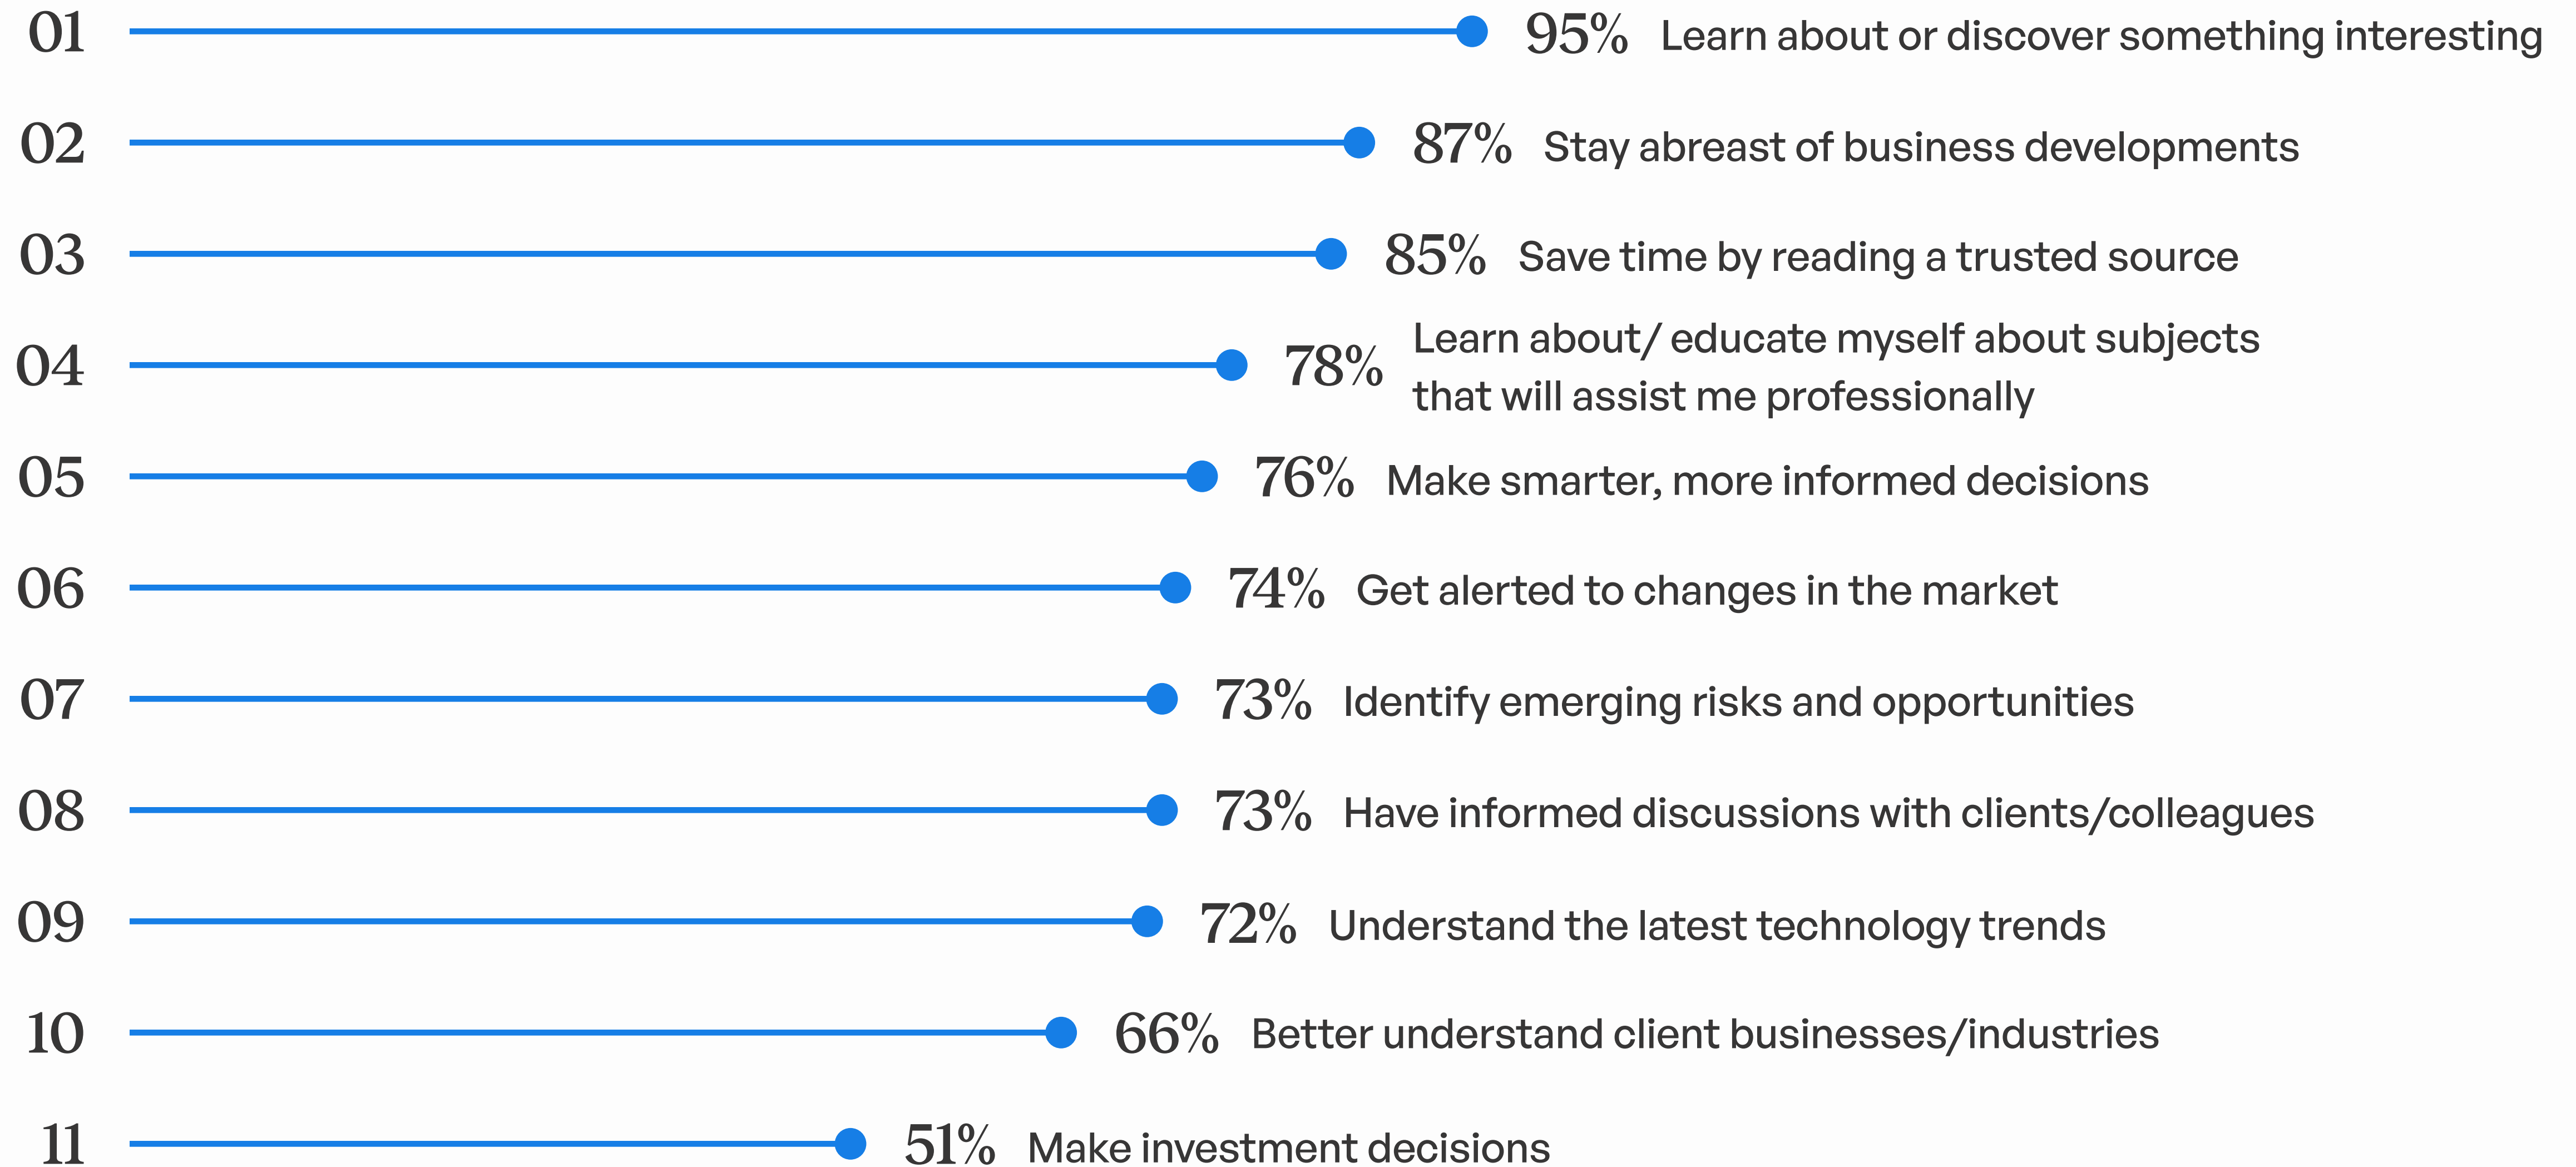 01 95% Learn about or discover something interesting
02 87% Stay abreast of business developments
03 85% Save time by reading a trusted source
04 78% Learn about/ educate myself about subjects
that will assist me professionally
05 76% Make smarter, more informed decisions
06 74% Get alerted to changes in the market
07 73% Identify emerging risks and opportunities
08 73% Have informed discussions with clients/colleagues
09 72% Understand the latest technology trends
10 66% Better understand client businesses/industries
11 51% Make investment decisions